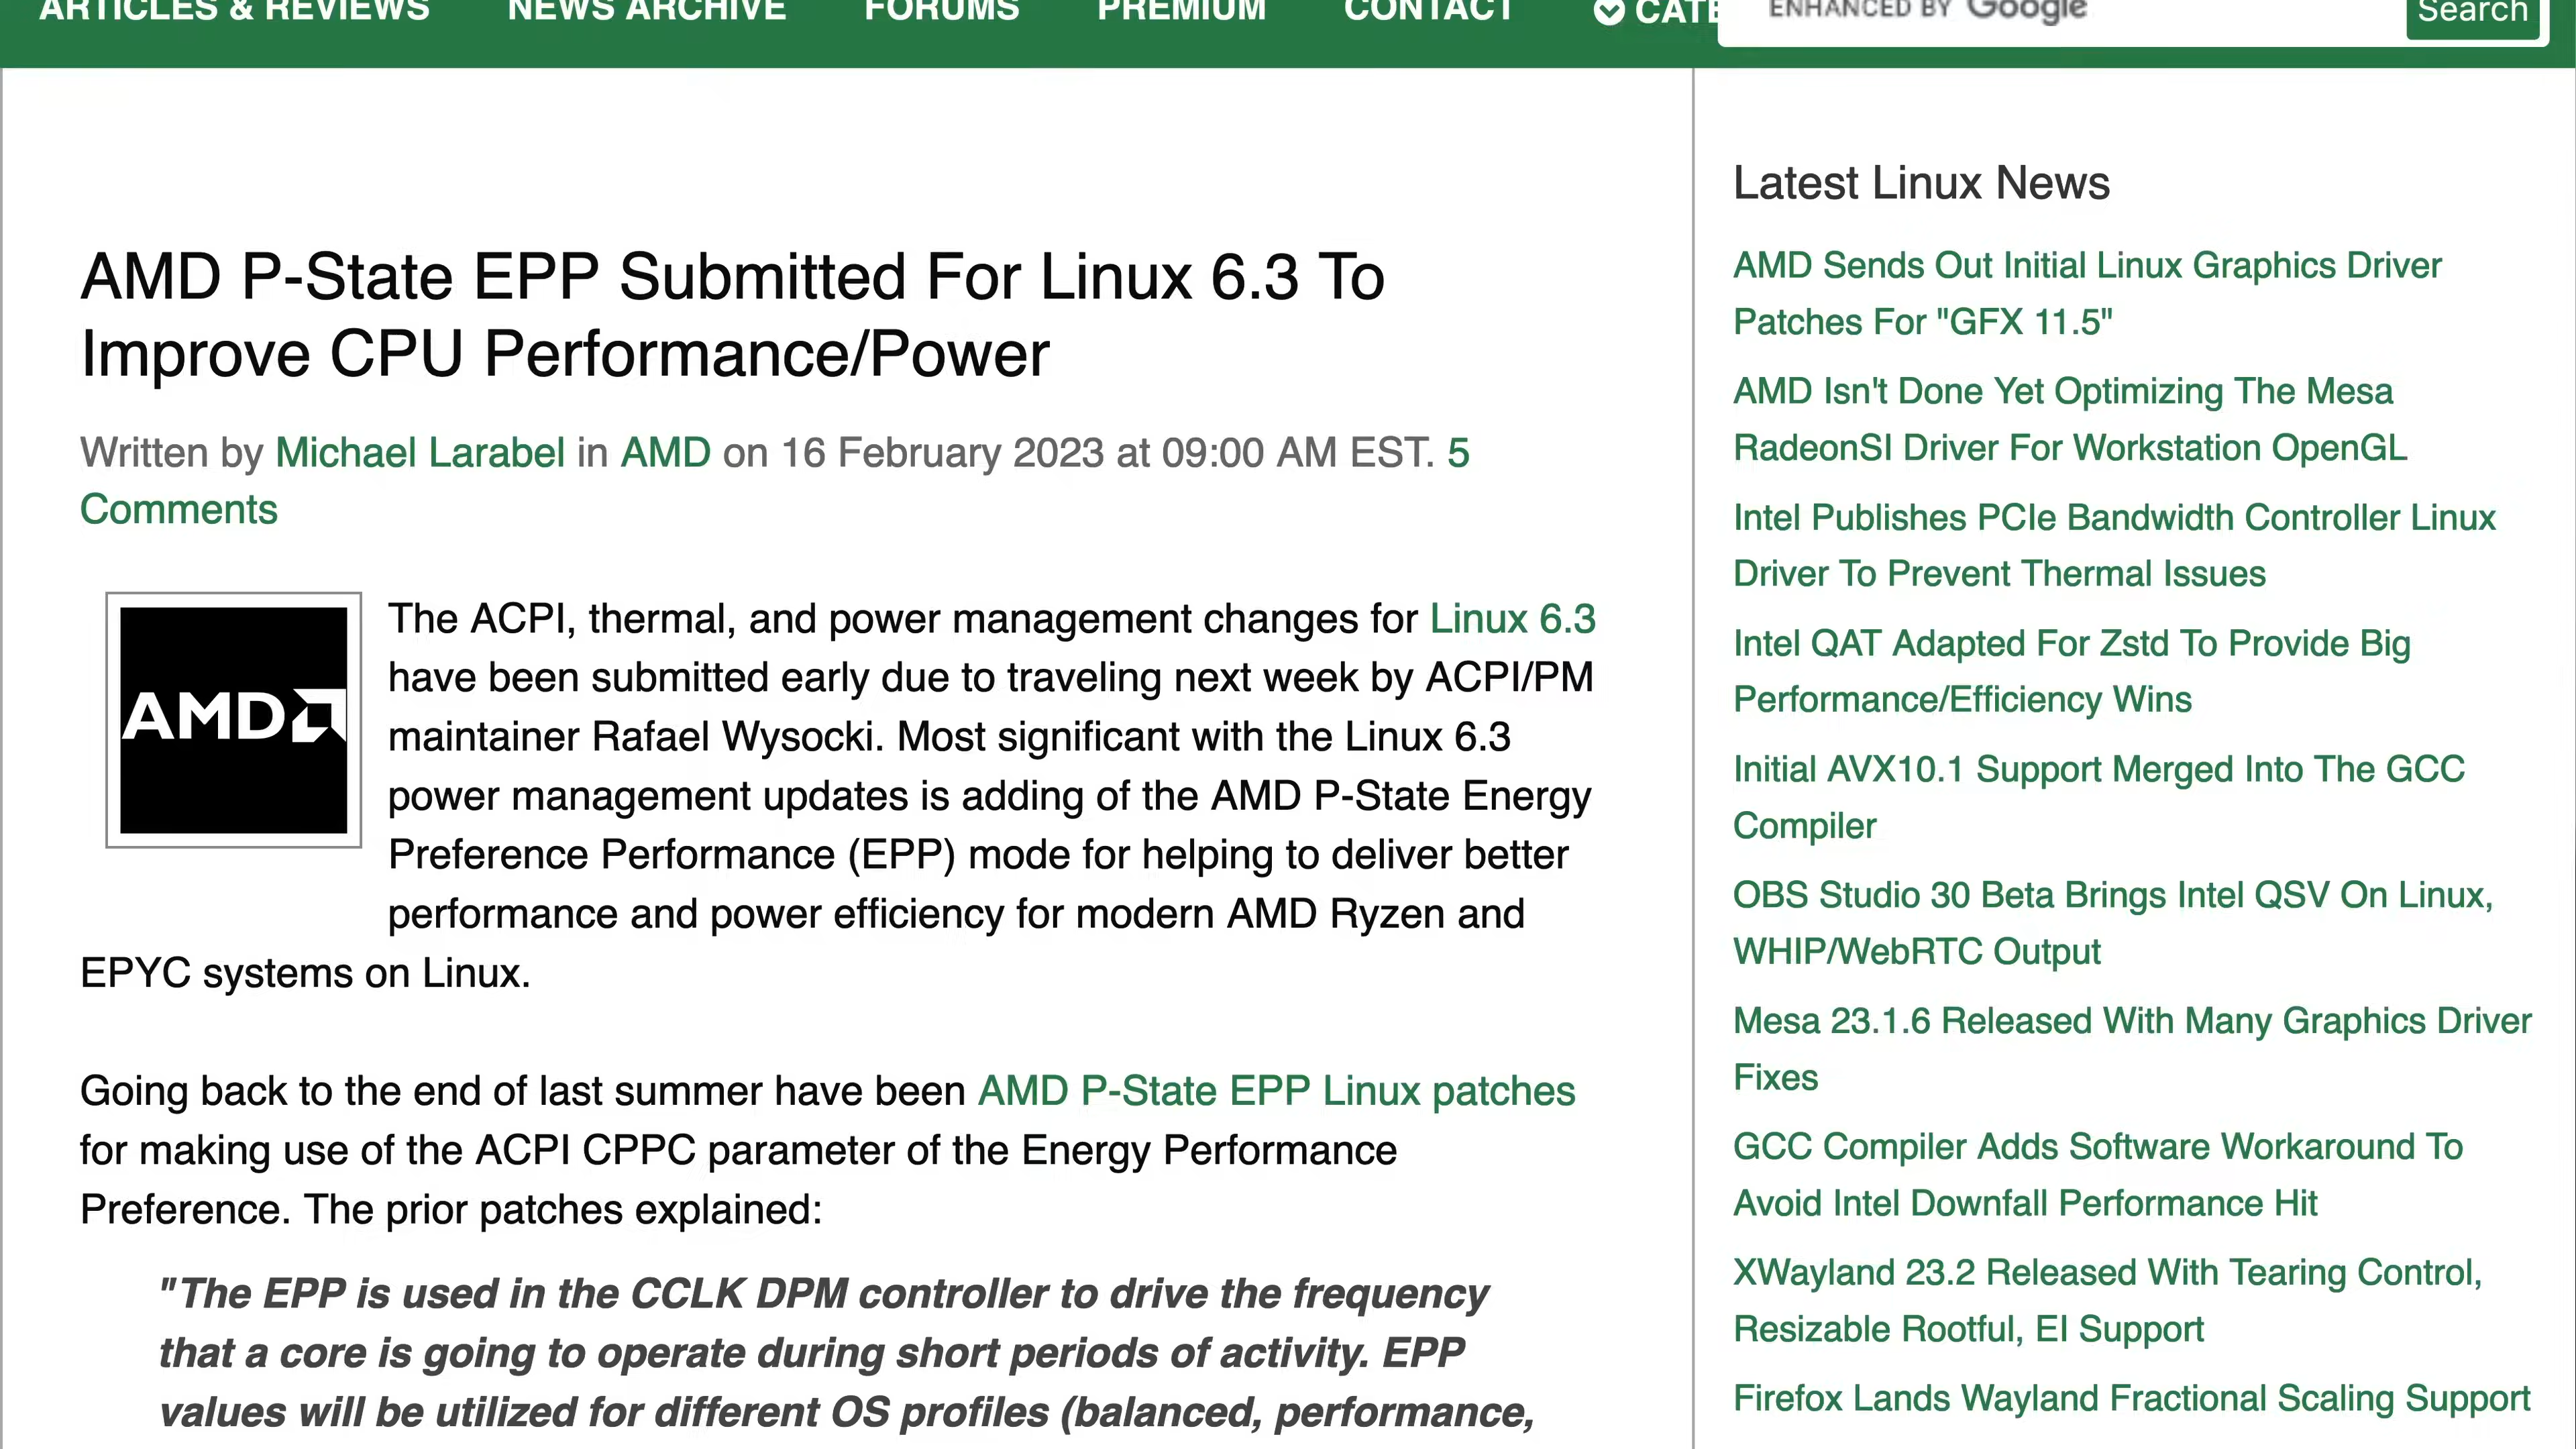 ARTICLES & REVIEWS NEWS ARCHIVE FORUMS PREMIUM CONTACT CATE ENHANCED BY Google Search
AMD P-State EPP Submitted For Linux 6.3 To
Improve CPU Performance/Power
Written by Michael Larabel in AMD on 16 February 2023 at 09:00 AM EST. 5
Comments
AMD
The ACPI, thermal, and power management changes for Linux 6.3
have been submitted early due to traveling next week by ACPI/PM
maintainer Rafael Wysocki. Most significant with the Linux 6.3
power management updates is adding of the AMD P-State Energy
Preference Performance (EPP) mode for helping to deliver better
performance and power efficiency for modern AMD Ryzen and
EPYC systems on Linux.
Going back to the end of last summer have been AMD P-State EPP Linux patches
for making use of the ACPI CPPC parameter of the Energy Performance
Preference. The prior patches explained:
"The EPP is used in the CCLK DPM controller to drive the frequency
that a core is going to operate during short periods of activity. EPP
values will be utilized for different OS profiles (balanced, performance,
Latest Linux News
AMD Sends Out Initial Linux Graphics Driver
Patches For "GFX 11.5"
AMD Isn't Done Yet Optimizing The Mesa
RadeonSI Driver For Workstation OpenGL
Intel Publishes PCIe Bandwidth Controller Linux
Driver To Prevent Thermal Issues
Intel QAT Adapted For Zstd To Provide Big
Performance/Efficiency Wins
Initial AVX10.1 Support Merged Into The GCC
Compiler
OBS Studio 30 Beta Brings Intel QSV On Linux,
WHIP/WebRTC Output
Mesa 23.1.6 Released With Many Graphics Driver
Fixes
GCC Compiler Adds Software Workaround To
Avoid Intel Downfall Performance Hit
XWayland 23.2 Released With Tearing Control,
Resizable Rootful, EI Support
Firefox Lands Wayland Fractional Scaling Support